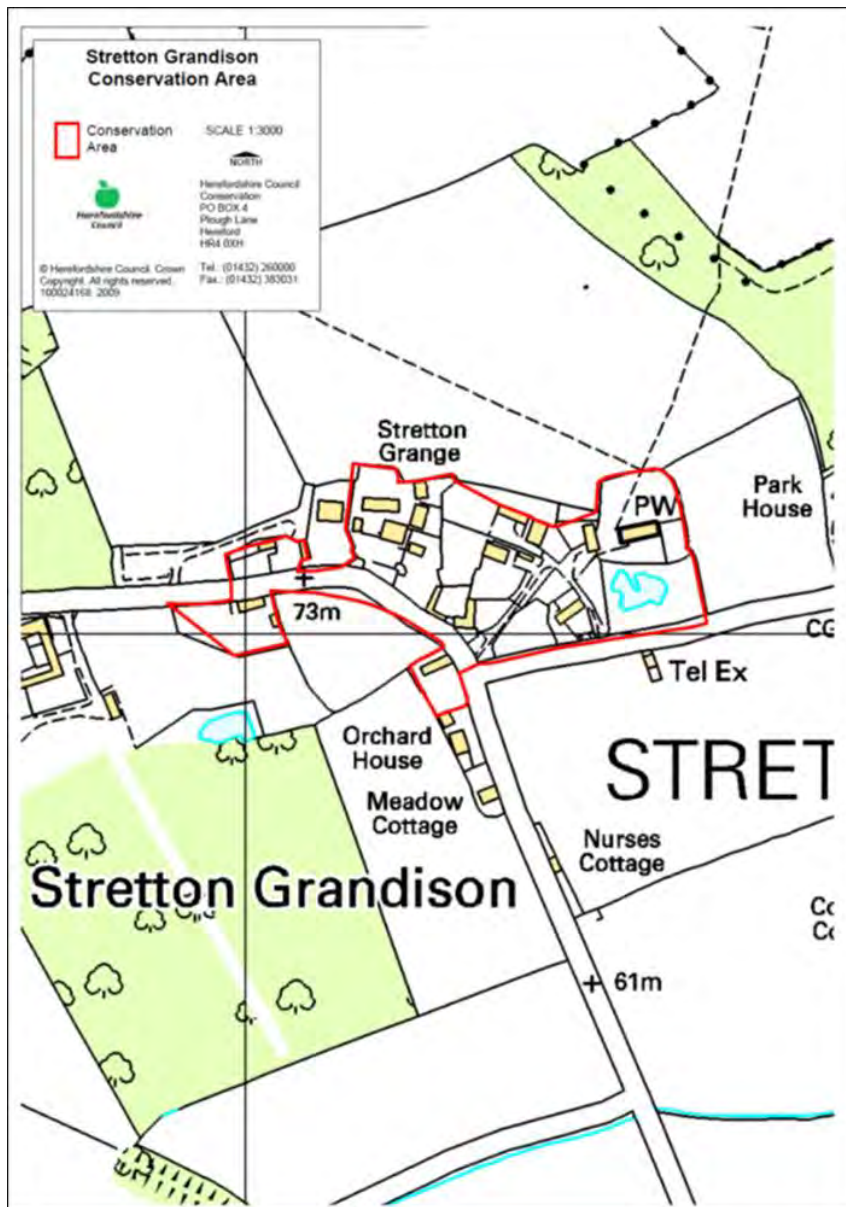 Stretton Grandison
Conservation Area
Conservation
Area
SCALE 1:3000
NORTH
Herefordshire
Council
Herefordshire Council
Conservation
PO BOX 4
Plough Lane
Hereford
HR4 0XH
© Herefordshire Council. Crown
Copyright. All rights reserved.
100024168. 2009
Tel.: (01432) 260000
Fax.: (01432) 383031
Stretton
Grange
PW
Park
House
73m
CG
Tel Ex
Orchard
House
STRET
Meadow
Cottage
Nurses
Cottage
Stretton Grandison
Co
Co
61m